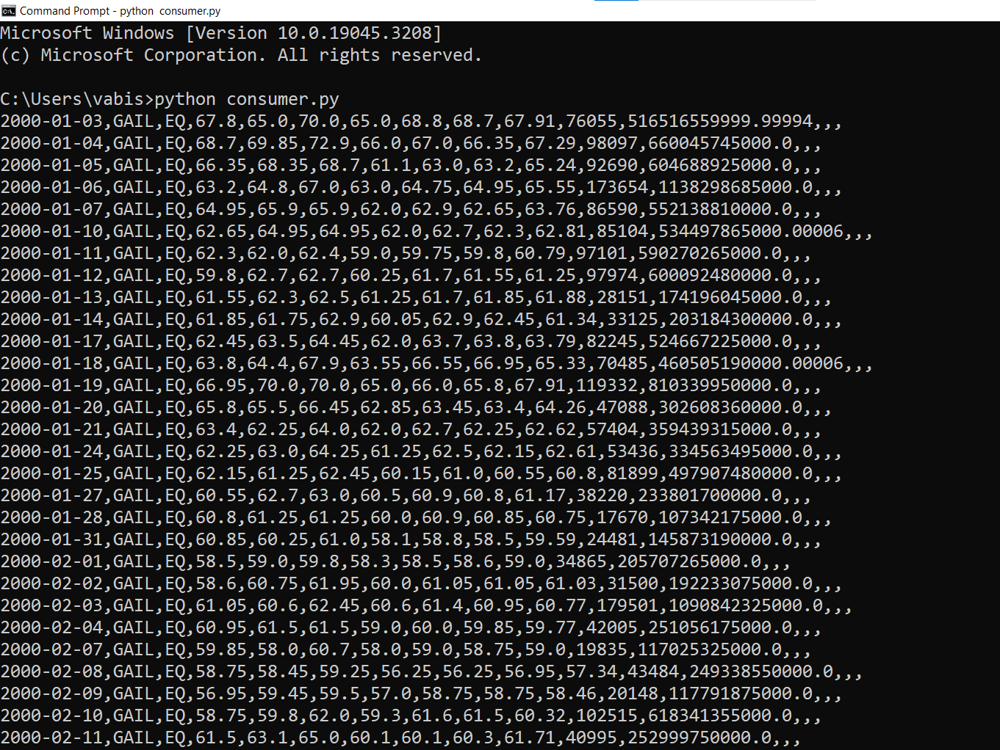 Command Prompt - python  consumer.py
Microsoft Windows [Version 10.0.19045.3208]
(c) Microsoft Corporation. All rights reserved.
C:\Users\vabis>python consumer.py
2000-01-03,GAIL,EQ,67.8,65.0,70.0,65.0,68.8,68.7,67.91,76055,516516559999.99994,,,
2000-01-04,GAIL,EQ,68.7,69.85,72.9,66.0,67.0,66.35,67.29,98097,660045745000.0,,,
2000-01-05,GAIL,EQ,66.35,68.35,68.7,61.1,63.0,63.2,65.24,92690,604688925000.0,,,
2000-01-06,GAIL,EQ,63.2,64.8,67.0,63.0,64.75,64.95,65.55,173654,1138298685000.0,,,
2000-01-07,GAIL,EQ,64.95,65.9,65.9,62.0,62.9,62.65,63.76,86590,552138810000.0,,,
2000-01-10,GAIL,EQ,62.65,64.95,64.95,62.0,62.7,62.3,62.81,85104,534497865000.00006,,,
2000-01-11,GAIL,EQ,62.3,62.0,62.4,59.0,59.75,59.8,60.79,97101,590270265000.0,,,
2000-01-12,GAIL,EQ,59.8,62.7,62.7,60.25,61.7,61.55,61.25,97974,600092480000.0,,,
2000-01-13,GAIL,EQ,61.55,62.3,62.5,61.25,61.7,61.85,61.88,28151,174196045000.0,,,
2000-01-14,GAIL,EQ,61.85,61.75,62.9,60.05,62.9,62.45,61.34,33125,203184300000.0,,,
2000-01-17,GAIL,EQ,62.45,63.5,64.45,62.0,63.7,63.8,63.79,82245,524667225000.0,,,
2000-01-18,GAIL,EQ,63.8,64.4,67.9,63.55,66.55,66.95,65.33,70485,460505190000.00006,,,
2000-01-19,GAIL,EQ,66.95,70.0,70.0,65.0,66.0,65.8,67.91,119332,810339950000.0,,,
2000-01-20,GAIL,EQ,65.8,65.5,66.45,62.85,63.45,63.4,64.26,47088,302608360000.0,,,
2000-01-21,GAIL,EQ,63.4,62.25,64.0,62.0,62.7,62.25,62.62,57404,359439315000.0,,,
2000-01-24,GAIL,EQ,62.25,63.0,64.25,61.25,62.5,62.15,62.61,53436,334563495000.0,,,
2000-01-25,GAIL,EQ,62.15,61.25,62.45,60.15,61.0,60.55,60.8,81899,497907480000.0,,,
2000-01-27,GAIL,EQ,60.55,62.7,63.0,60.5,60.9,60.8,61.17,38220,233801700000.0,,,
2000-01-28,GAIL,EQ,60.8,61.25,61.25,60.0,60.9,60.85,60.75,17670,107342175000.0,,,
2000-01-31,GAIL,EQ,60.85,60.25,61.0,58.1,58.8,58.5,59.59,24481,145873190000.0,,,
2000-02-01,GAIL,EQ,58.5,59.0,59.8,58.3,58.5,58.6,59.0,34865,205707265000.0,,,
2000-02-02,GAIL,EQ,58.6,60.75,61.95,60.0,61.05,61.05,61.03,31500,192233075000.0,,,
2000-02-03,GAIL,EQ,61.05,60.6,62.45,60.6,61.4,60.95,60.77,179501,1090842325000.0,,,
2000-02-04,GAIL,EQ,60.95,61.5,61.5,59.0,60.0,59.85,59.77,42005,251056175000.0,,,
2000-02-07,GAIL,EQ,59.85,58.0,60.7,58.0,59.0,58.75,59.0,19835,117025325000.0,,,
2000-02-08,GAIL,EQ,58.75,58.45,59.25,56.25,56.25,56.95,57.34,43484,249338550000.0,,,
2000-02-09,GAIL,EQ,56.95,59.45,59.5,57.0,58.75,58.75,58.46,20148,117791875000.0,,,
2000-02-10,GAIL,EQ,58.75,59.8,62.0,59.3,61.6,61.5,60.32,102515,618341355000.0,,,
2000-02-11,GAIL,EQ,61.5,63.1,65.0,60.1,60.1,60.3,61.71,40995,252999750000.0,,,